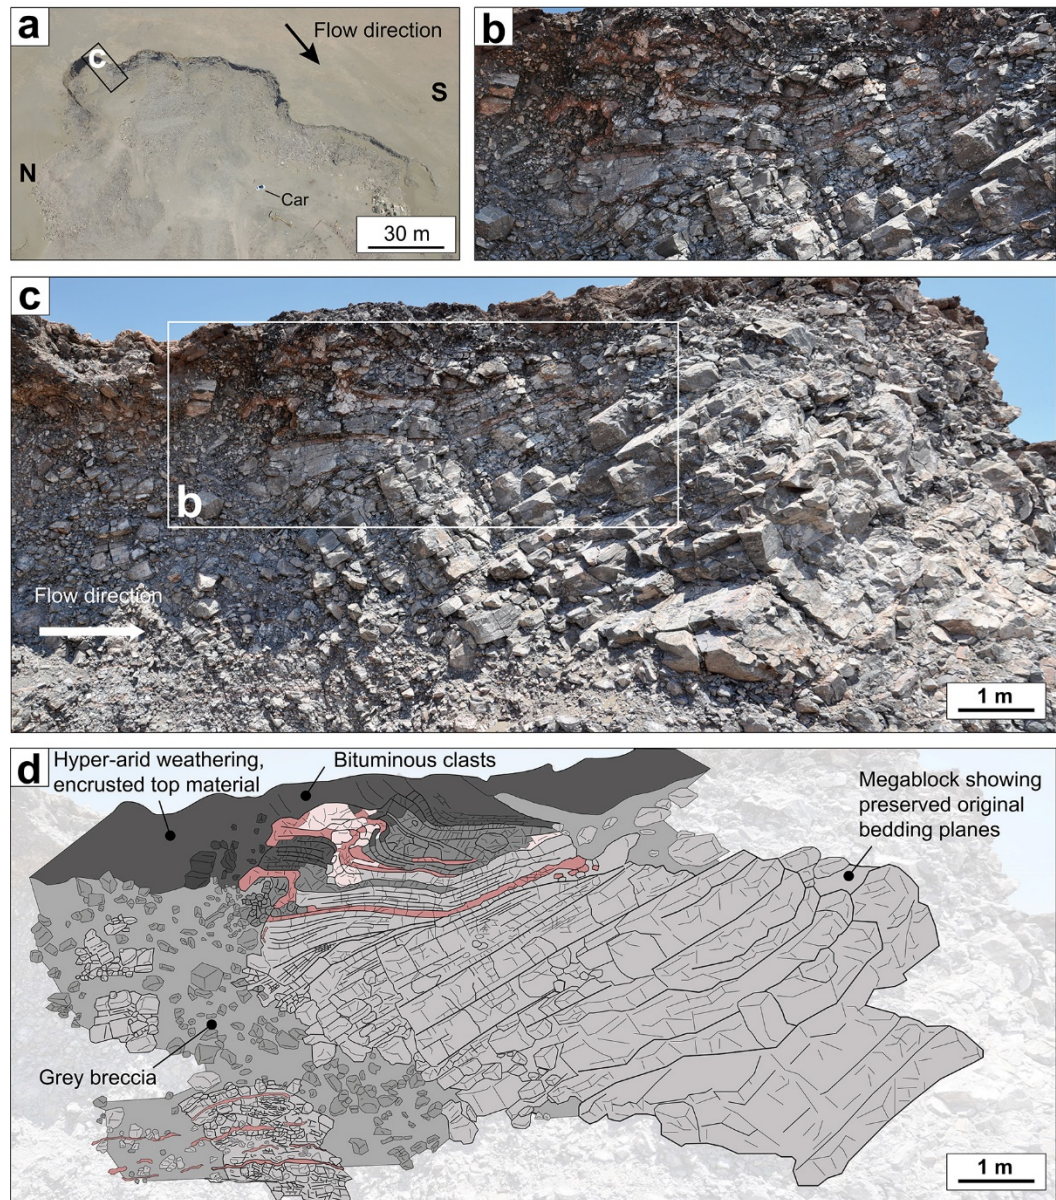 a
Flow direction
C
S
N
Car
30 m
b
c
b
Flow direction
1 m
d
Hyper-arid weathering,
encrusted top material
Bituminous clasts
Megablock showing
preserved original
bedding planes
Grey breccia
1 m